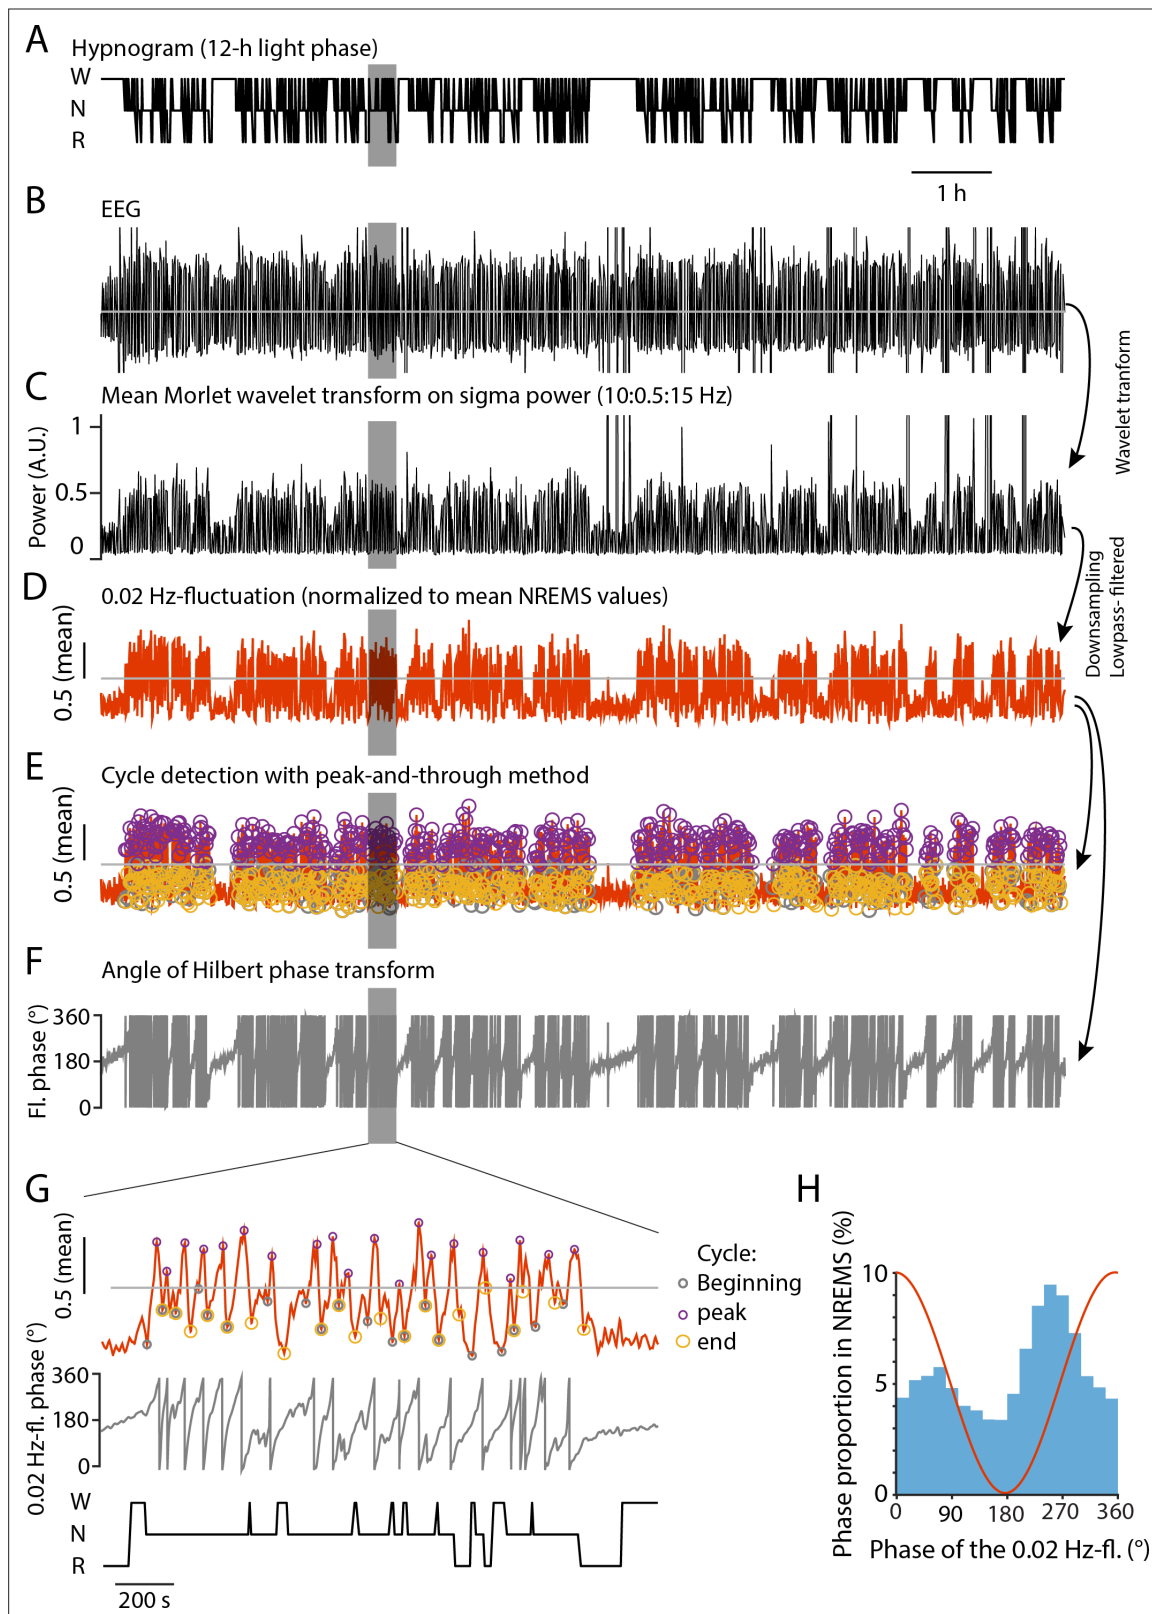 A
Hypnogram (12-h light phase)
W
N
R
1 h
B
EEG
Wavelet tranform
C
Mean Morlet wavelet transform on sigma power (10:0.5:15 Hz)
Power (A.U.)
1
0.5
0
Downsampling
Lowpass- filtered
D
0.02 Hz-fluctuation (normalized to mean NREMS values)
0.5 (mean)
E
Cycle detection with peak-and-through method
0.5 (mean)
F
Angle of Hilbert phase transform
Fl. phase (°)
360
180
0
G
0.5 (mean)
Cycle:
Beginning
peak
end
0.02 Hz-fl. phase (°)
360
180
0
W
N
R
200 s
H
Phase proportion in NREMS (%)
10
5
0
0 90 180 270 360
Phase of the 0.02 Hz-fl. (°)